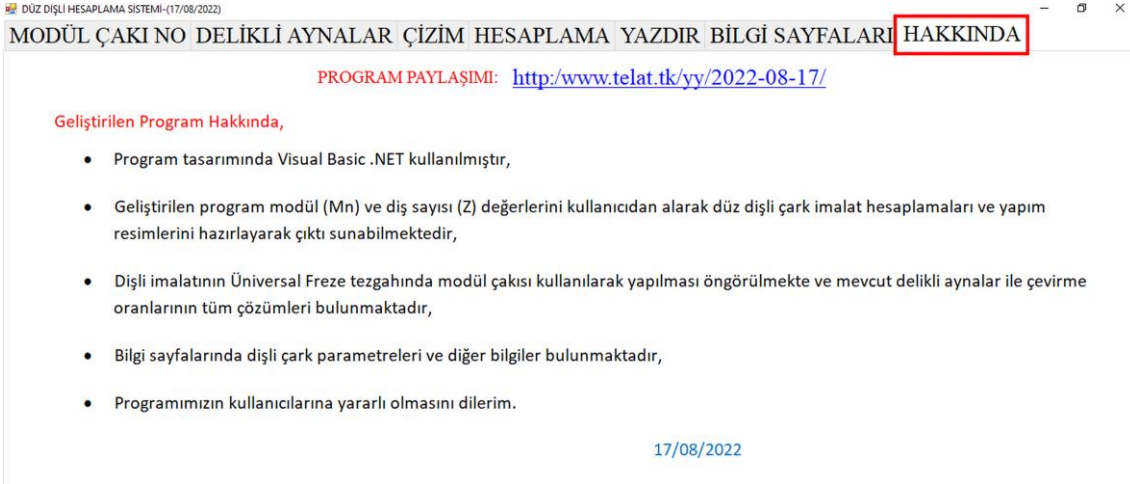 DÜZ DİŞLİ HESAPLAMA SİSTEMİ-(17/08/2022)
MODÜL ÇAKI NO DELİKLİ AYNALAR ÇİZİM HESAPLAMA YAZDIR BİLGİ SAYFALARI HAKKINDA
PROGRAM PAYLAŞIMI: http:/www.telat.tk/yy/2022-08-17/
Geliştirilen Program Hakkında,
• Program tasarımında Visual Basic .NET kullanılmıştır,
• Geliştirilen program modül (Mn) ve diş sayısı (Z) değerlerini kullanıcıdan alarak düz dişli çark imalat hesaplamaları ve yapım
resimlerini hazırlayarak çıktı sunabilmektedir,
• Dişli imalatının Üniversal Freze tezgahında modül çakısı kullanılarak yapılması öngörülmekte ve mevcut delikli aynalar ile çevirme
oranlarının tüm çözümleri bulunmaktadır,
• Bilgi sayfalarında dişli çark parametreleri ve diğer bilgiler bulunmaktadır,
• Programımızın kullanıcılarına yararlı olmasını dilerim.
17/08/2022